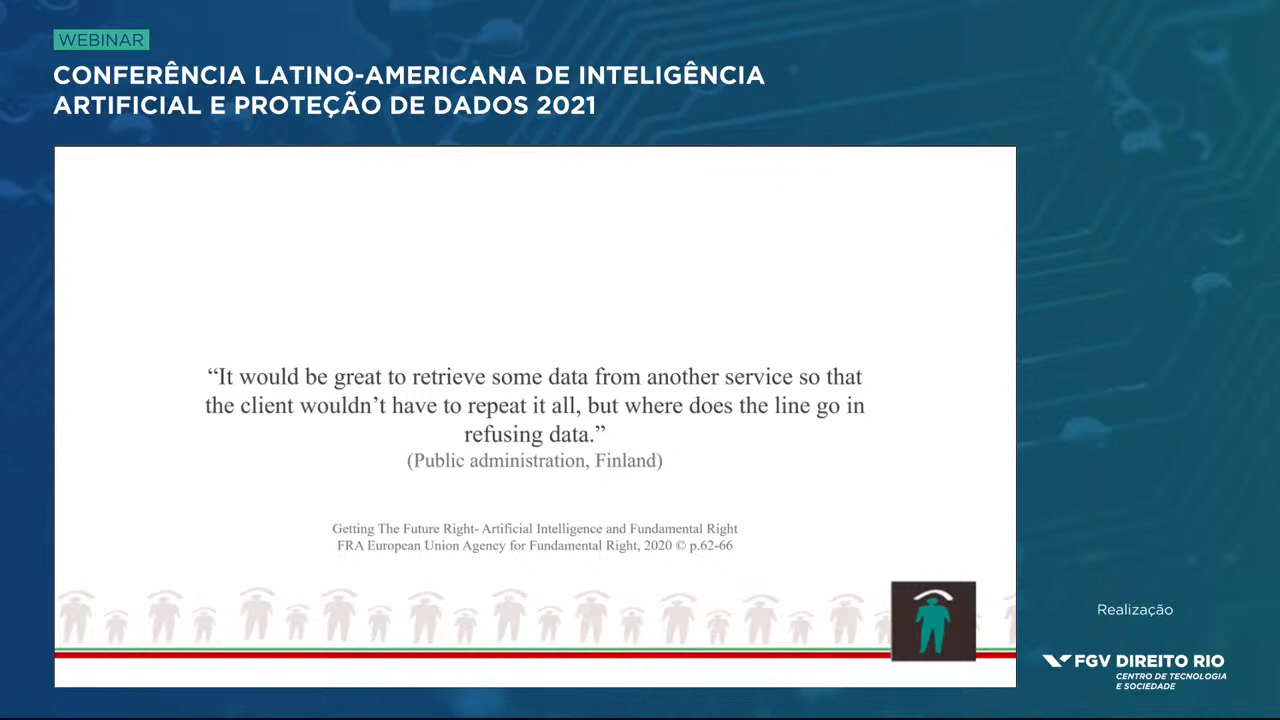 WEBINAR
CONFERÊNCIA LATINO-AMERICANA DE INTELIGÊNCIA
ARTIFICIAL E PROTEÇÃO DE DADOS 2021
“It would be great to retrieve some data from another service so that
the client wouldn’t have to repeat it all, but where does the line go in
refusing data.”
(Public administration, Finland)
Getting The Future Right- Artificial Intelligence and Fundamental Right
FRA European Union Agency for Fundamental Right, 2020 © p.62-66
Realização
FGV DIREITO RIO
CENTRO DE TECNOLOGIA
E SOCIEDADE